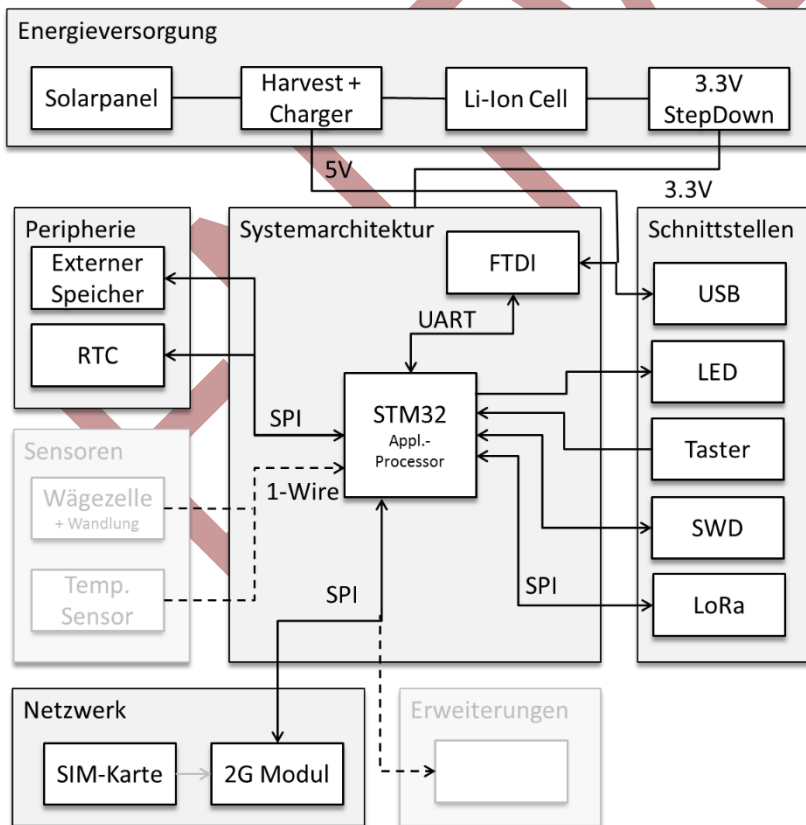 Energieversorgung
Solarpanel
Harvest +
Charger
Li-Ion Cell
3.3V
StepDown
5V
3.3V
Peripherie
Externer
Speicher
RTC
Systemarchitektur
FTDI
UART
STM32
Appl.-
Processor
SPI
1-Wire
SPI
SPI
Schnittstellen
USB
LED
Taster
SWD
LoRa
Sensoren
Wägezelle
+ Wandlung
Temp.
Sensor
Netzwerk
SIM-Karte
2G Modul
Erweiterungen